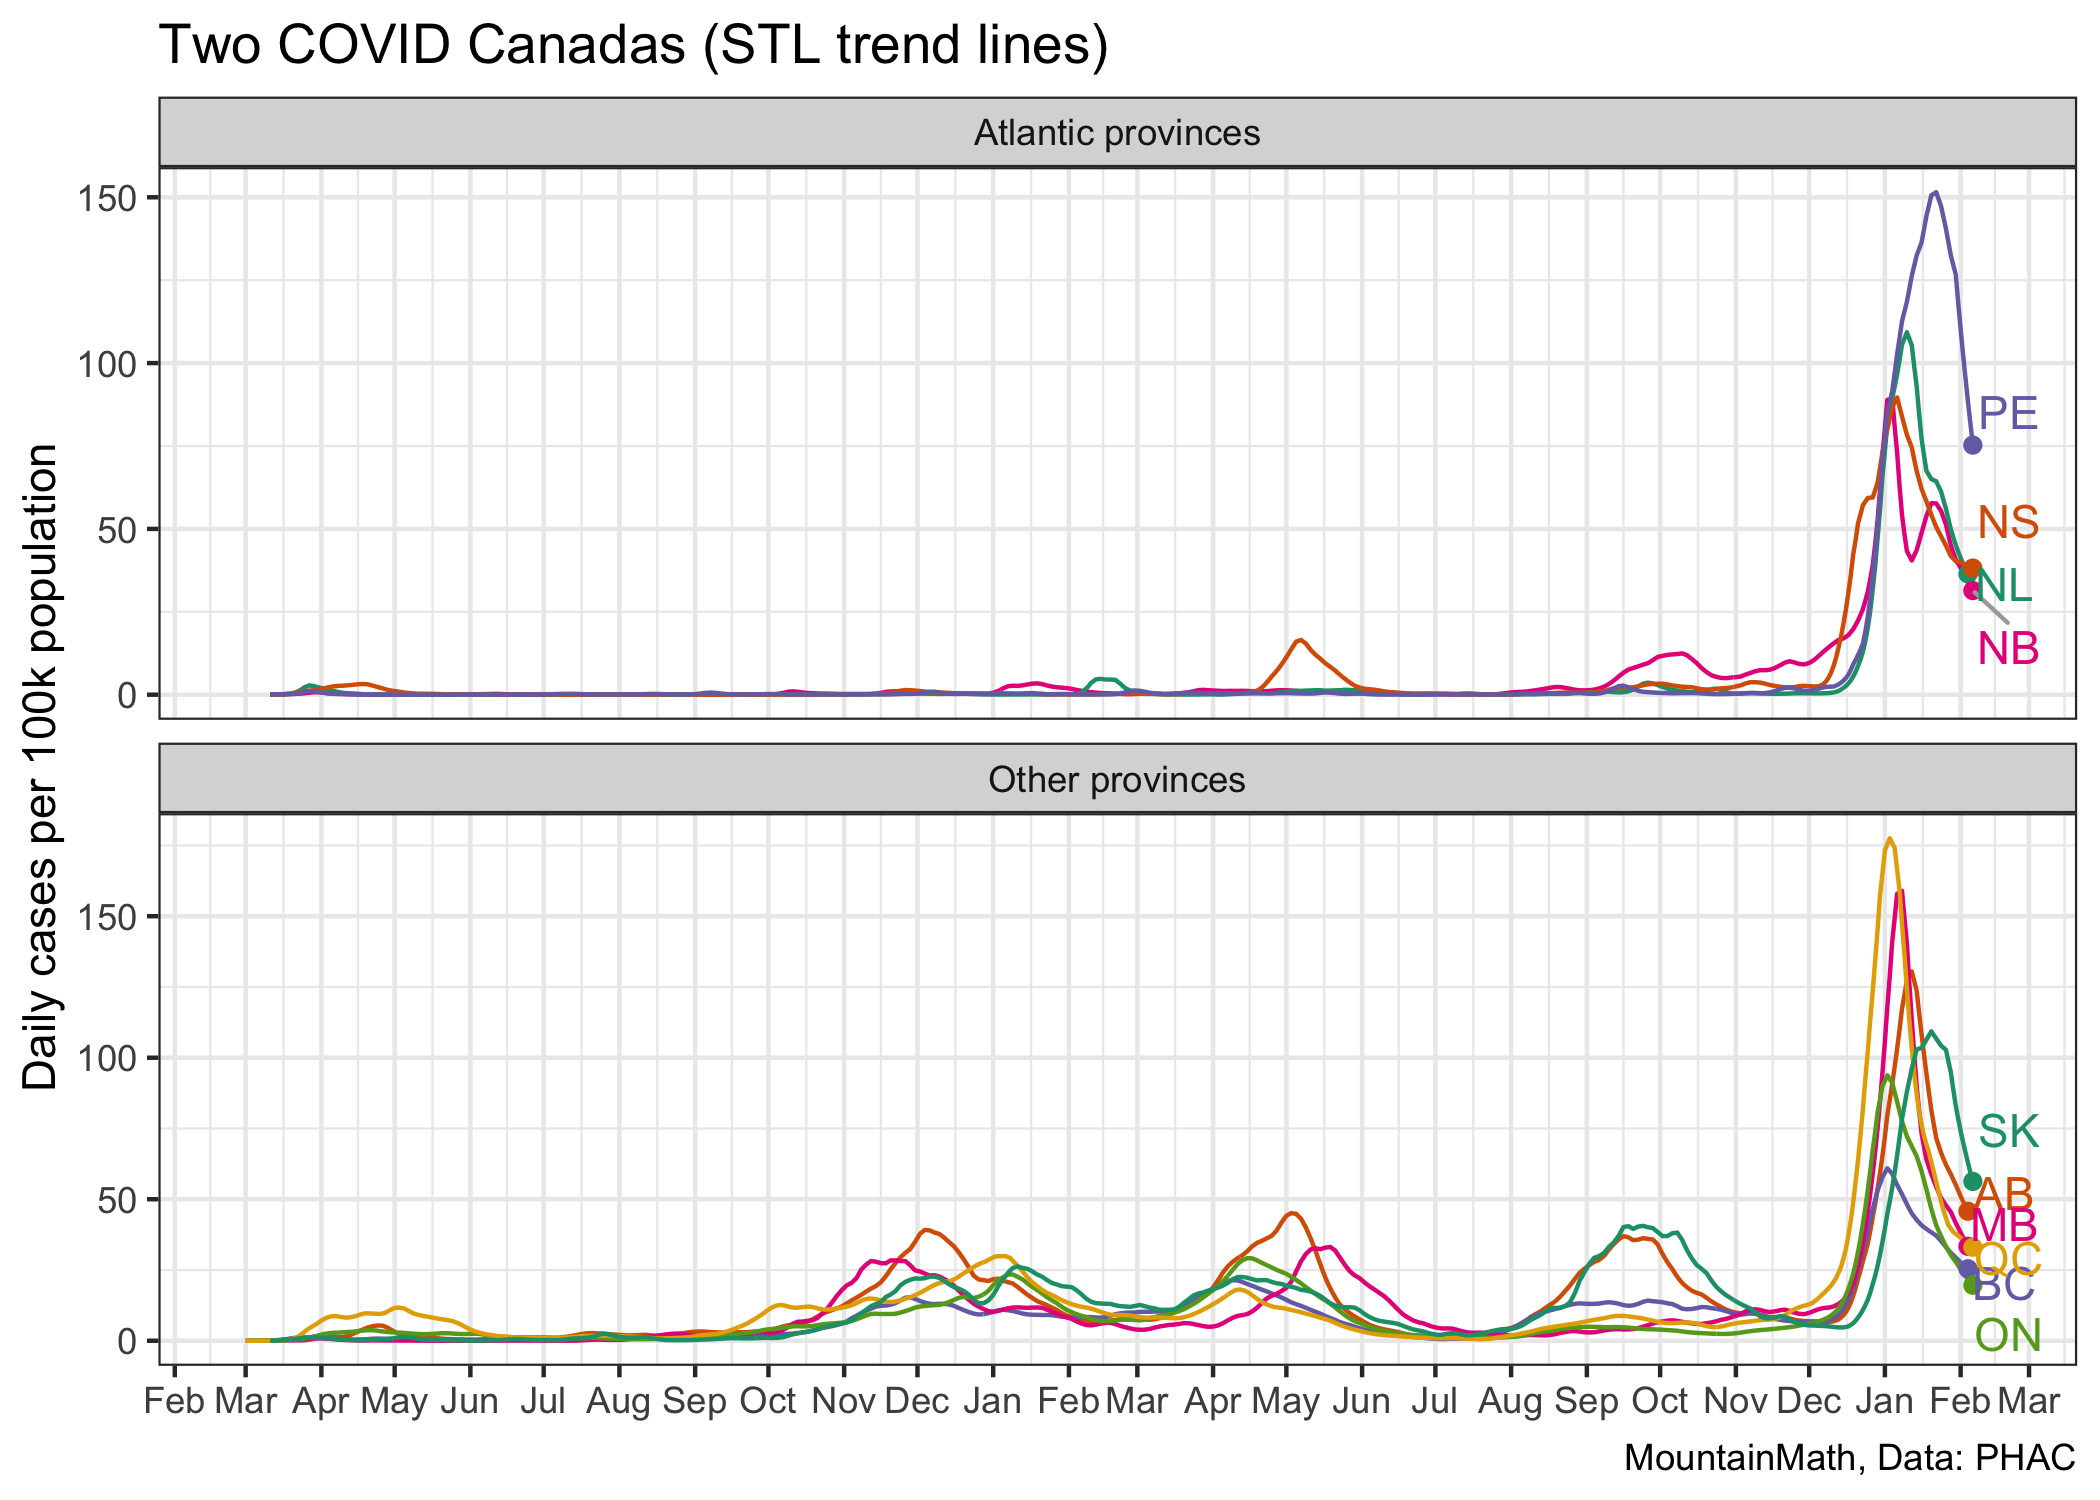 Two COVID Canadas (STL trend lines)
Atlantic provinces
150
100
50
0
PE
NS
NL
NB
Daily cases per 100k population
Other provinces
150
100
50
0
SK
AB
MB
QC
BC
ON
Feb Mar Apr May Jun Jul Aug Sep Oct Nov Dec Jan Feb Mar Apr May Jun Jul Aug Sep Oct Nov Dec Jan Feb Mar
MountainMath, Data: PHAC